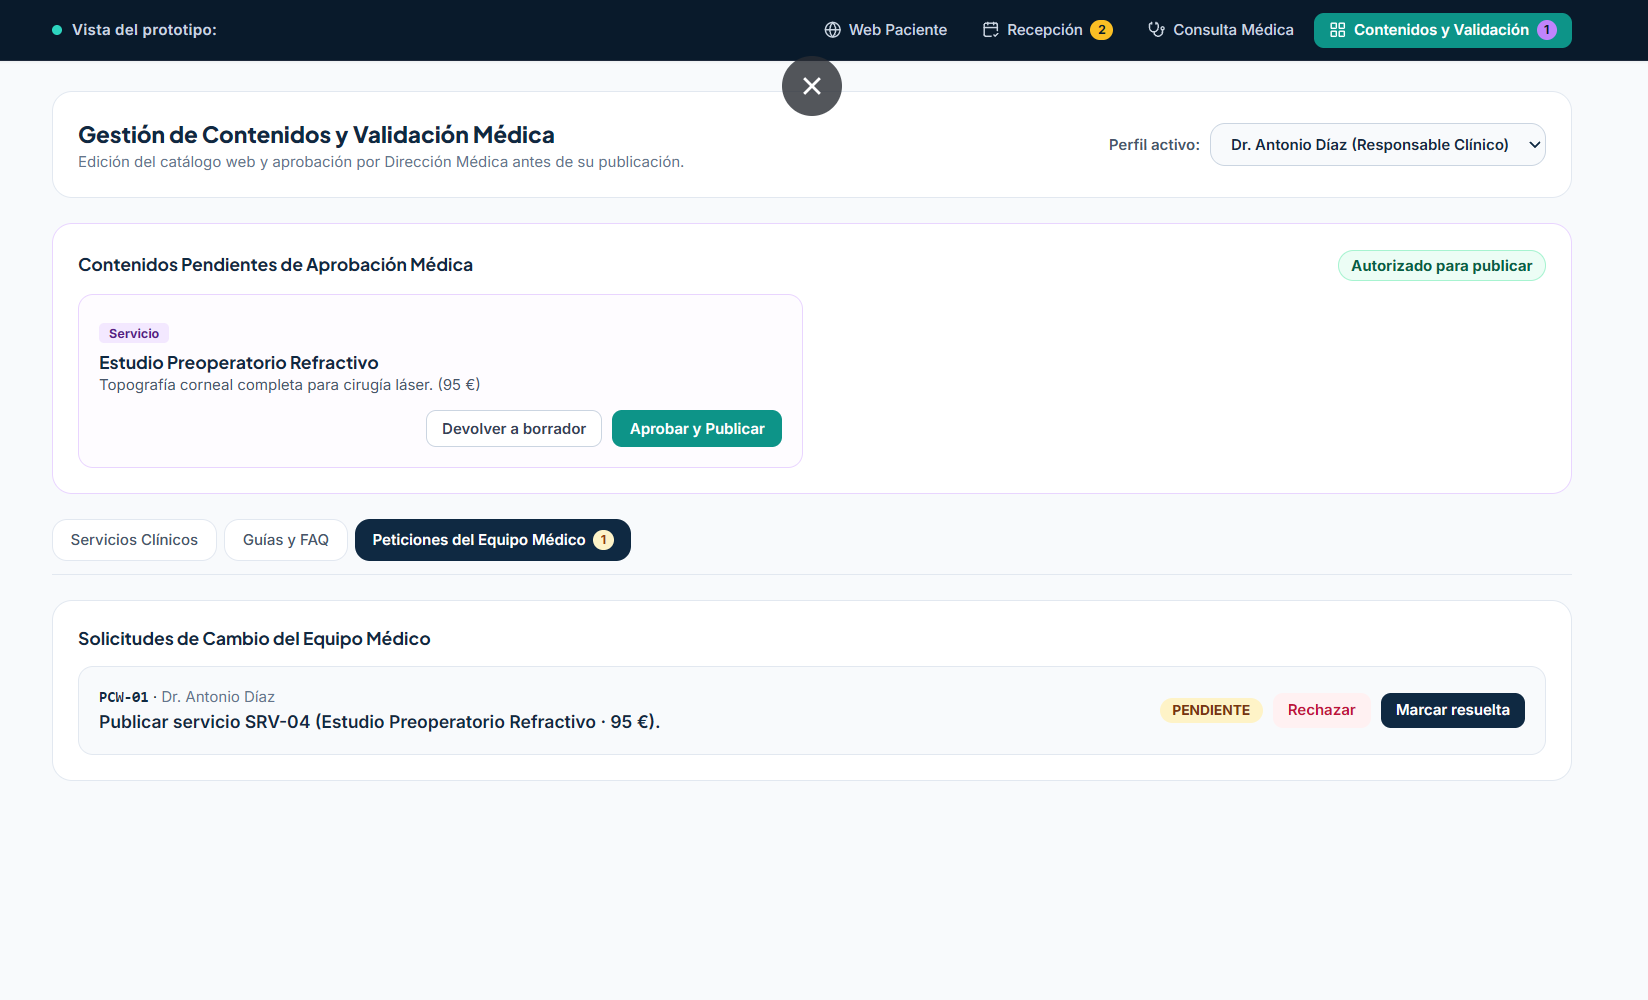 Vista del prototipo:
Web Paciente
Recepción 2
Consulta Médica
Contenidos y Validación 1
Gestión de Contenidos y Validación Médica
Edición del catálogo web y aprobación por Dirección Médica antes de su publicación.
Perfil activo:
Dr. Antonio Díaz (Responsable Clínico)
Contenidos Pendientes de Aprobación Médica
Autorizado para publicar
Servicio
Estudio Preoperatorio Refractivo
Topografía corneal completa para cirugía láser. (95 €)
Devolver a borrador
Aprobar y Publicar
Servicios Clínicos
Guías y FAQ
Peticiones del Equipo Médico 1
Solicitudes de Cambio del Equipo Médico
PCW-01 · Dr. Antonio Díaz
Publicar servicio SRV-04 (Estudio Preoperatorio Refractivo · 95 €).
PENDIENTE
Rechazar
Marcar resuelta